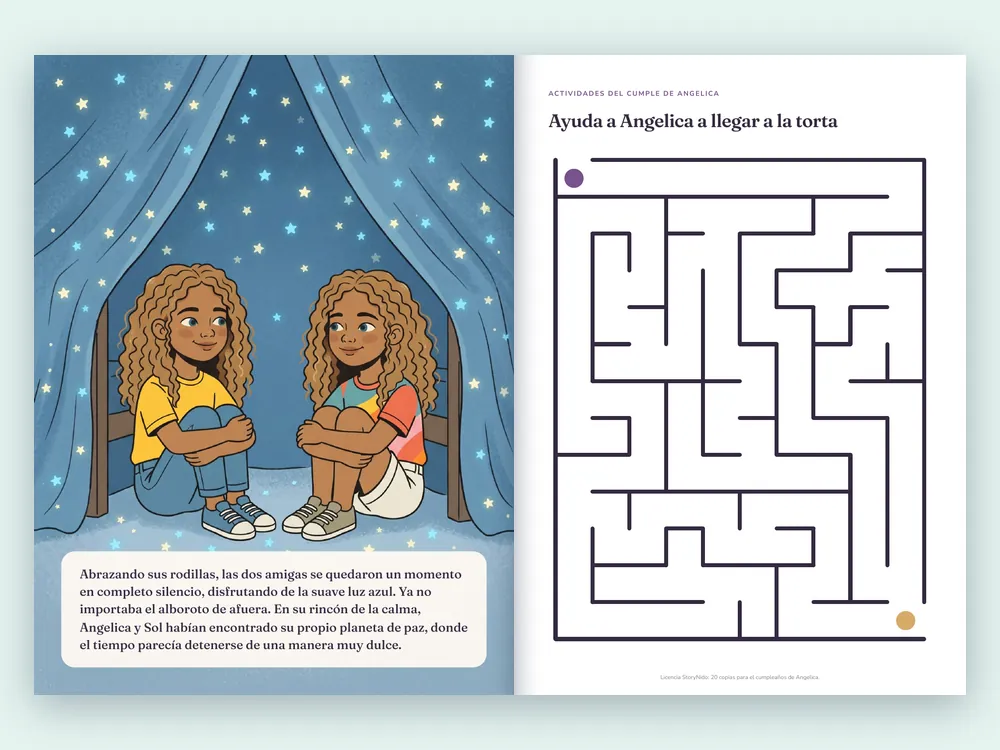 Abrazando sus rodillas, las dos amigas se quedaron un momento
en completo silencio, disfrutando de la suave luz azul. Ya no
importaba el alboroto de afuera. En su rincón de la calma,
Angelica y Sol habían encontrado su propio planeta de paz, donde
el tiempo parecía detenerse de una manera muy dulce.
ACTIVIDADES DEL CUMPLE DE ANGELICA
Ayuda a Angelica a llegar a la torta
Licencia StoryNido: 20 copias para el cumpleaños de Angelica.